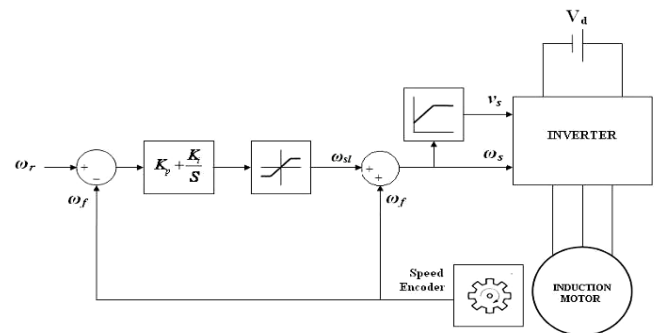 V_d
v_s
INVERTER
ω_r
+
−
K_p + K_i/S
ω_sl
+
+
ω_s
ω_f
ω_f
Speed
Encoder
INDUCTION
MOTOR